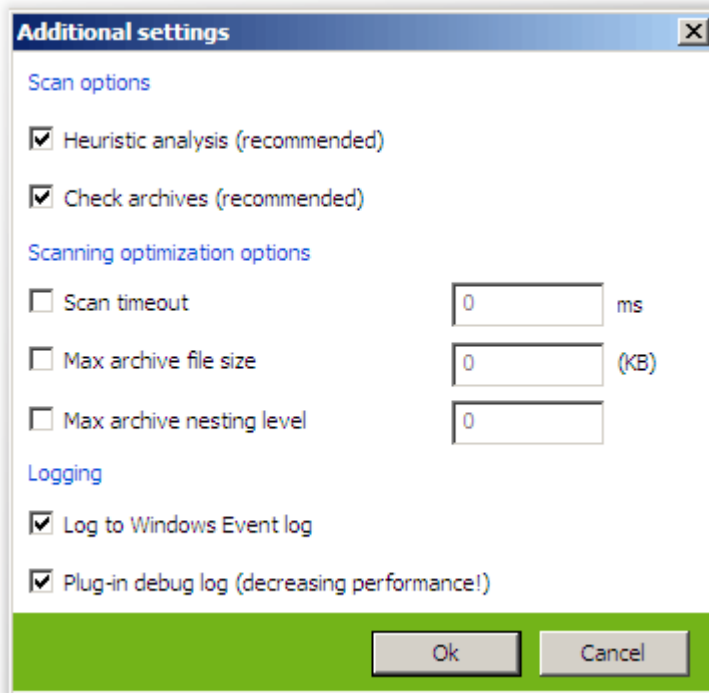 Additional settings
Scan options
Heuristic analysis (recommended)
Check archives (recommended)
Scanning optimization options
Scan timeout 0 ms
Max archive file size 0 (KB)
Max archive nesting level 0
Logging
Log to Windows Event log
Plug-in debug log (decreasing performance!)
Ok Cancel